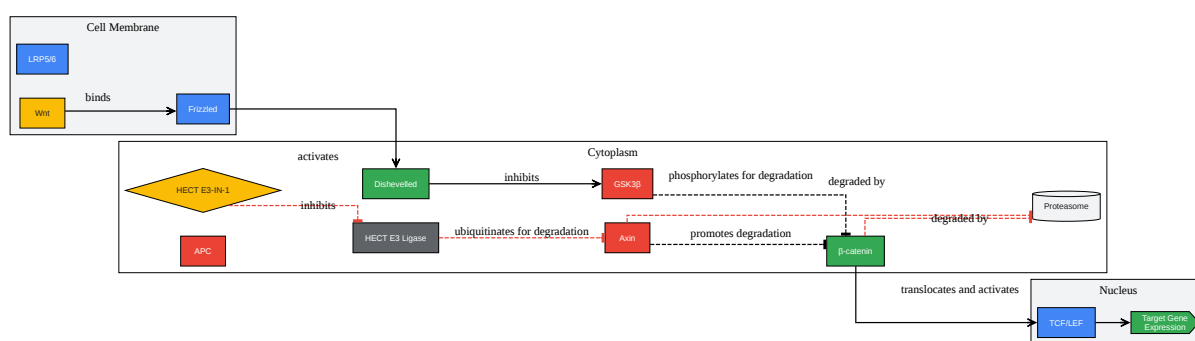 Cell Membrane
LRP5/6
binds
Wnt
Frizzled
activates
Cytoplasm
HECT E3-IN-1
Dishevelled
inhibits
GSK3β
phosphorylates for degradation
degraded by
inhibits
Proteasome
degraded by
HECT E3 Ligase
ubiquitinates for degradation
Axin
promotes degradation
APC
β-catenin
translocates and activates
Nucleus
TCF/LEF
Target Gene
Expression